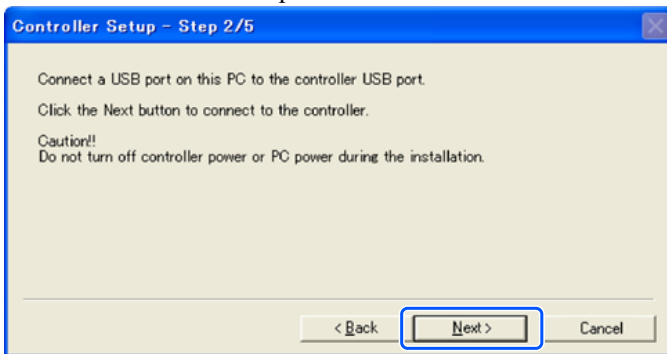 Controller Setup - Step 2/5
Connect a USB port on this PC to the controller USB port.
Click the Next button to connect to the controller.
Caution!!
Do not turn off controller power or PC power during the installation.
< Back
Next >
Cancel